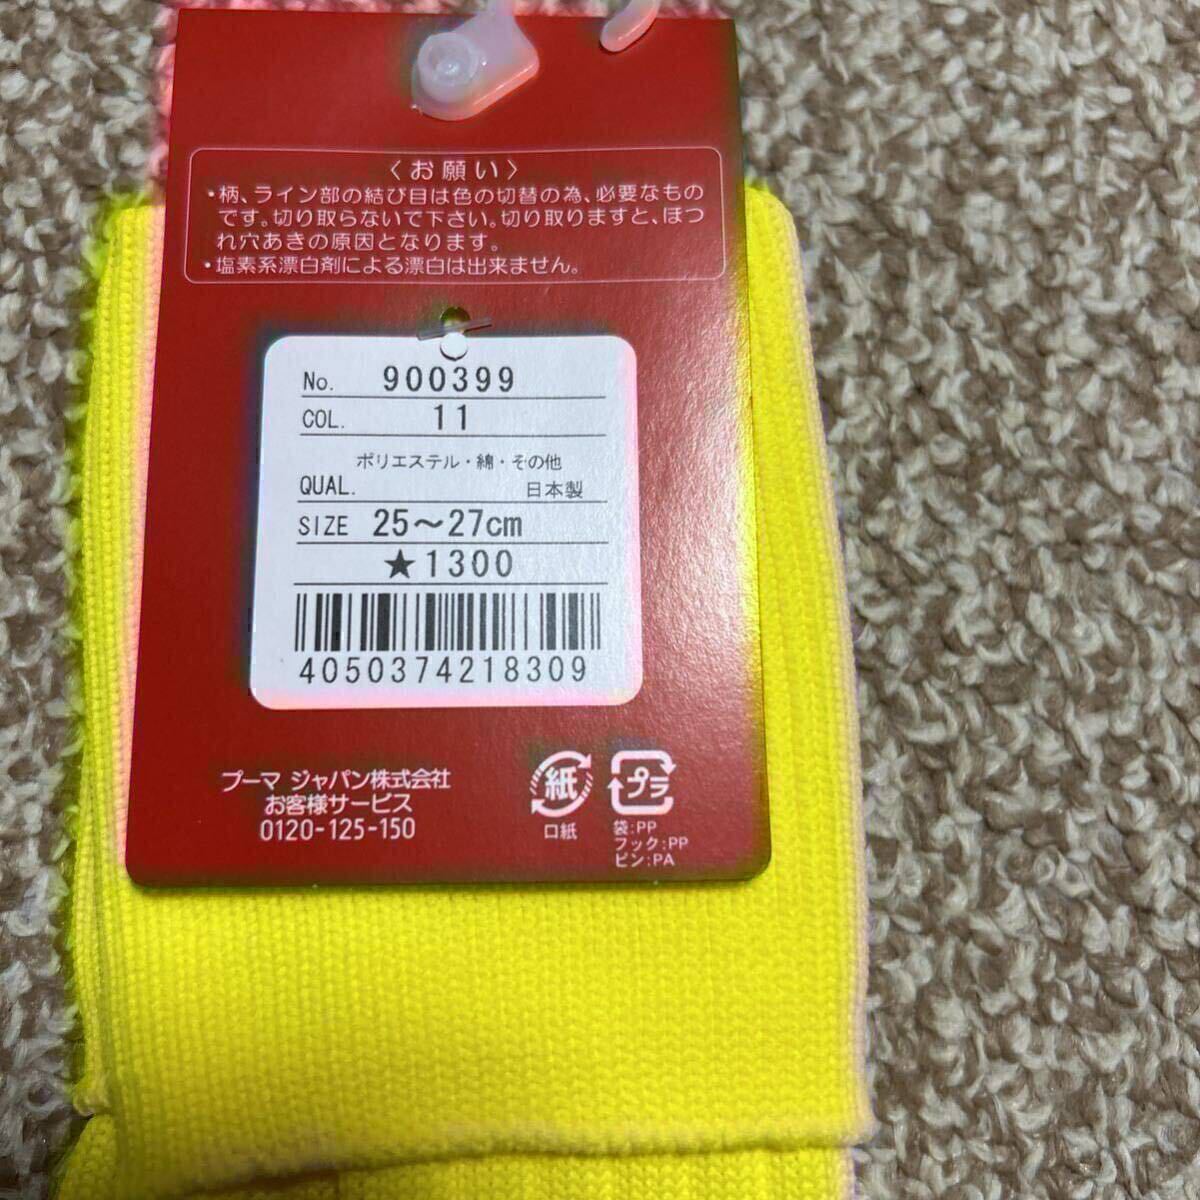 〈お願い〉
・柄、ライン部の結び目は色の切替の為、必要なもの
です。切り取らないで下さい。切り取りますと、ほつ
れ穴あきの原因となります。
・塩素系漂白剤による漂白は出来ません。
No. 900399
COL. 11
ポリエステル・綿・その他
QUAL. 日本製
SIZE 25～27cm
★1300
4050374218309
プーマ ジャパン株式会社
お客様サービス
0120-125-150
紙
口紙
プラ
袋:PP
フック:PP
ピン:PA